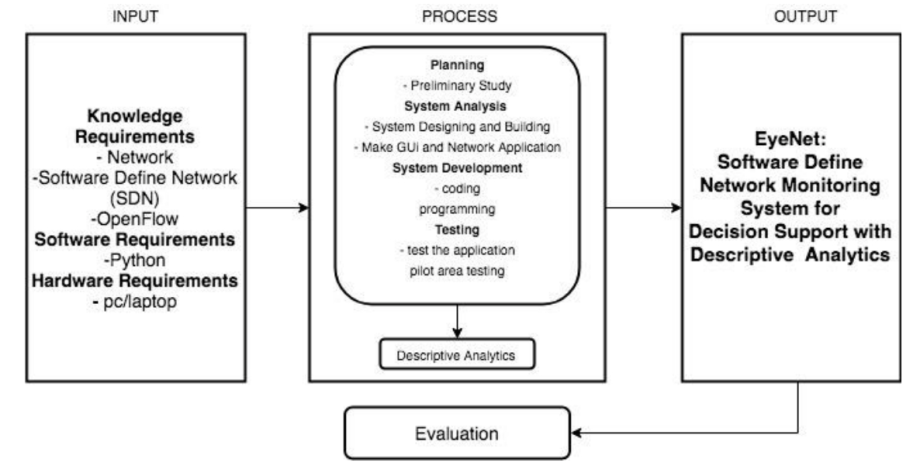 INPUT
PROCESS
OUTPUT
Knowledge
Requirements
- Network
-Software Define Network
(SDN)
-OpenFlow
Software Requirements
-Python
Hardware Requirements
- pc/laptop
Planning
- Preliminary Study
System Analysis
- System Designing and Building
- Make GUi and Network Application
System Development
- coding
programming
Testing
- test the application
pilot area testing
Descriptive Analytics
EyeNet:
Software Define
Network Monitoring
System for
Decision Support with
Descriptive Analytics
Evaluation